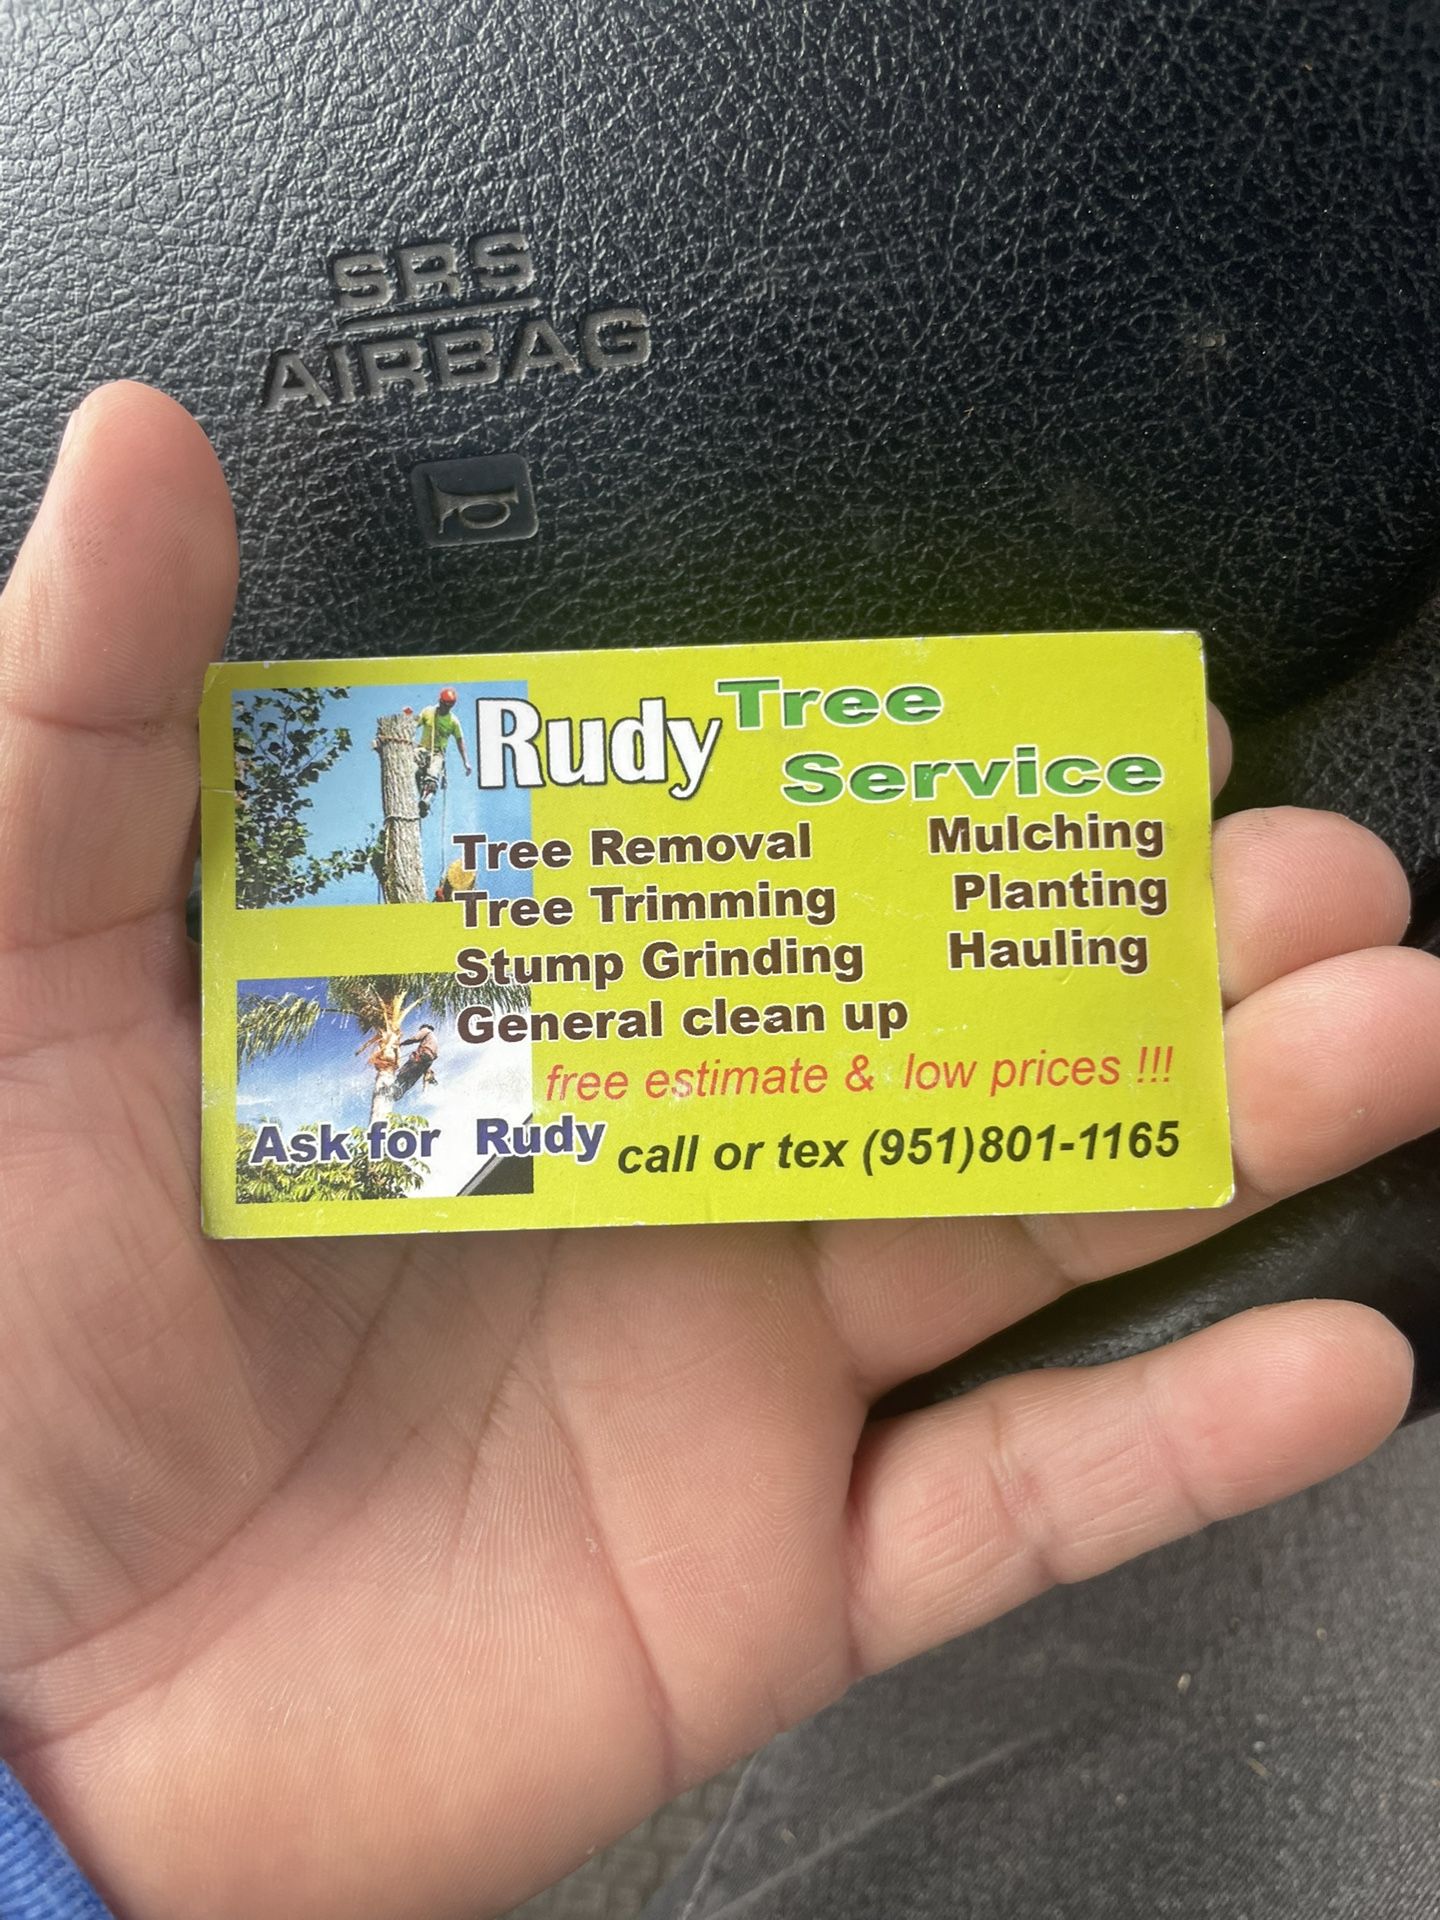 SRS
AIRBAG
Rudy Tree
Service
Tree Removal Mulching
Tree Trimming Planting
Stump Grinding Hauling
General clean up
free estimate & low prices !!!
Ask for Rudy call or tex (951)801-1165